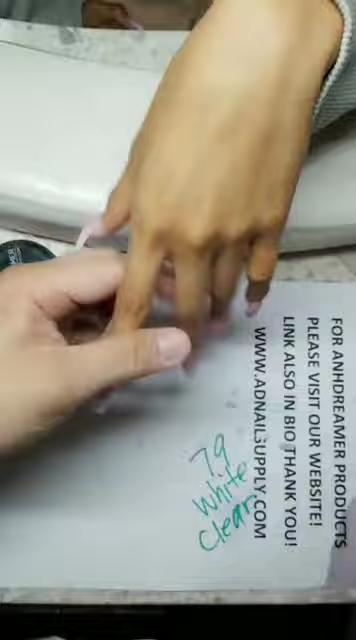 FOR ANHDREAMER PRODUCTS
PLEASE VISIT OUR WEBSITE!
LINK ALSO IN BIO THANK YOU!
WWW.ADNAILSUPPLY.COM
79
White
Clear